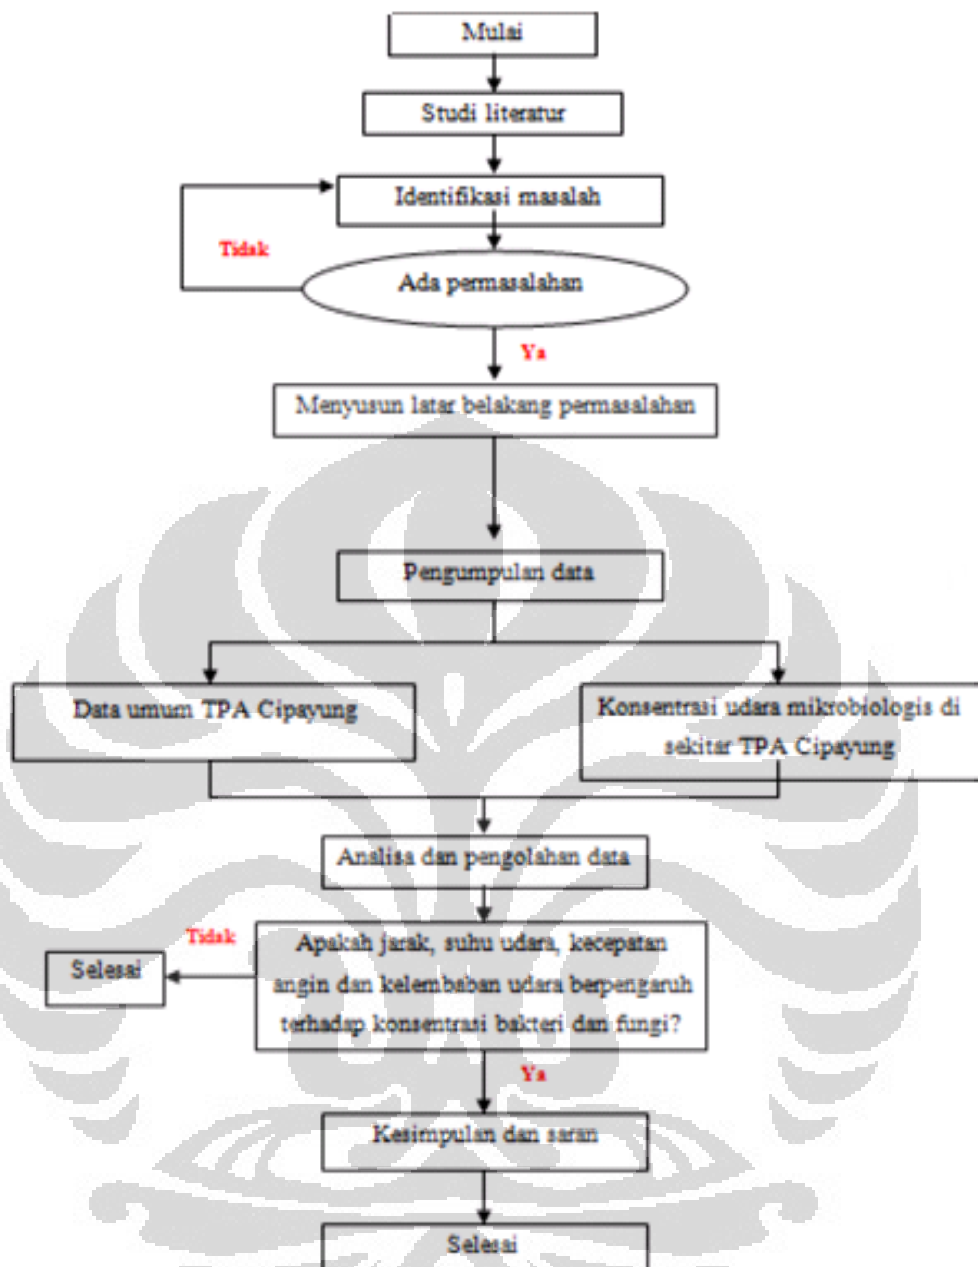 Mulai
Studi literatur
Identifikasi masalah
Tidak
Ada permasalahan
Ya
Menyusun latar belakang permasalahan
Pengumpulan data
Data umum TPA Cipayung
Konsentrasi udara mikrobiologis di
sekitar TPA Cipayung
Analisa dan pengolahan data
Tidak
Selesai
Apakah jarak, suhu udara, kecepatan
angin dan kelembaban udara berpengaruh
terhadap konsentrasi bakteri dan fungi?
Ya
Kesimpulan dan saran
Selesai